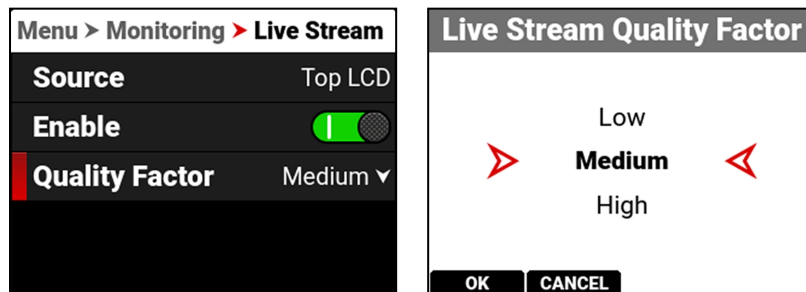 Menu > Monitoring > Live Stream
Source Top LCD
Enable
Quality Factor Medium
Live Stream Quality Factor
Low
Medium
High
OK CANCEL